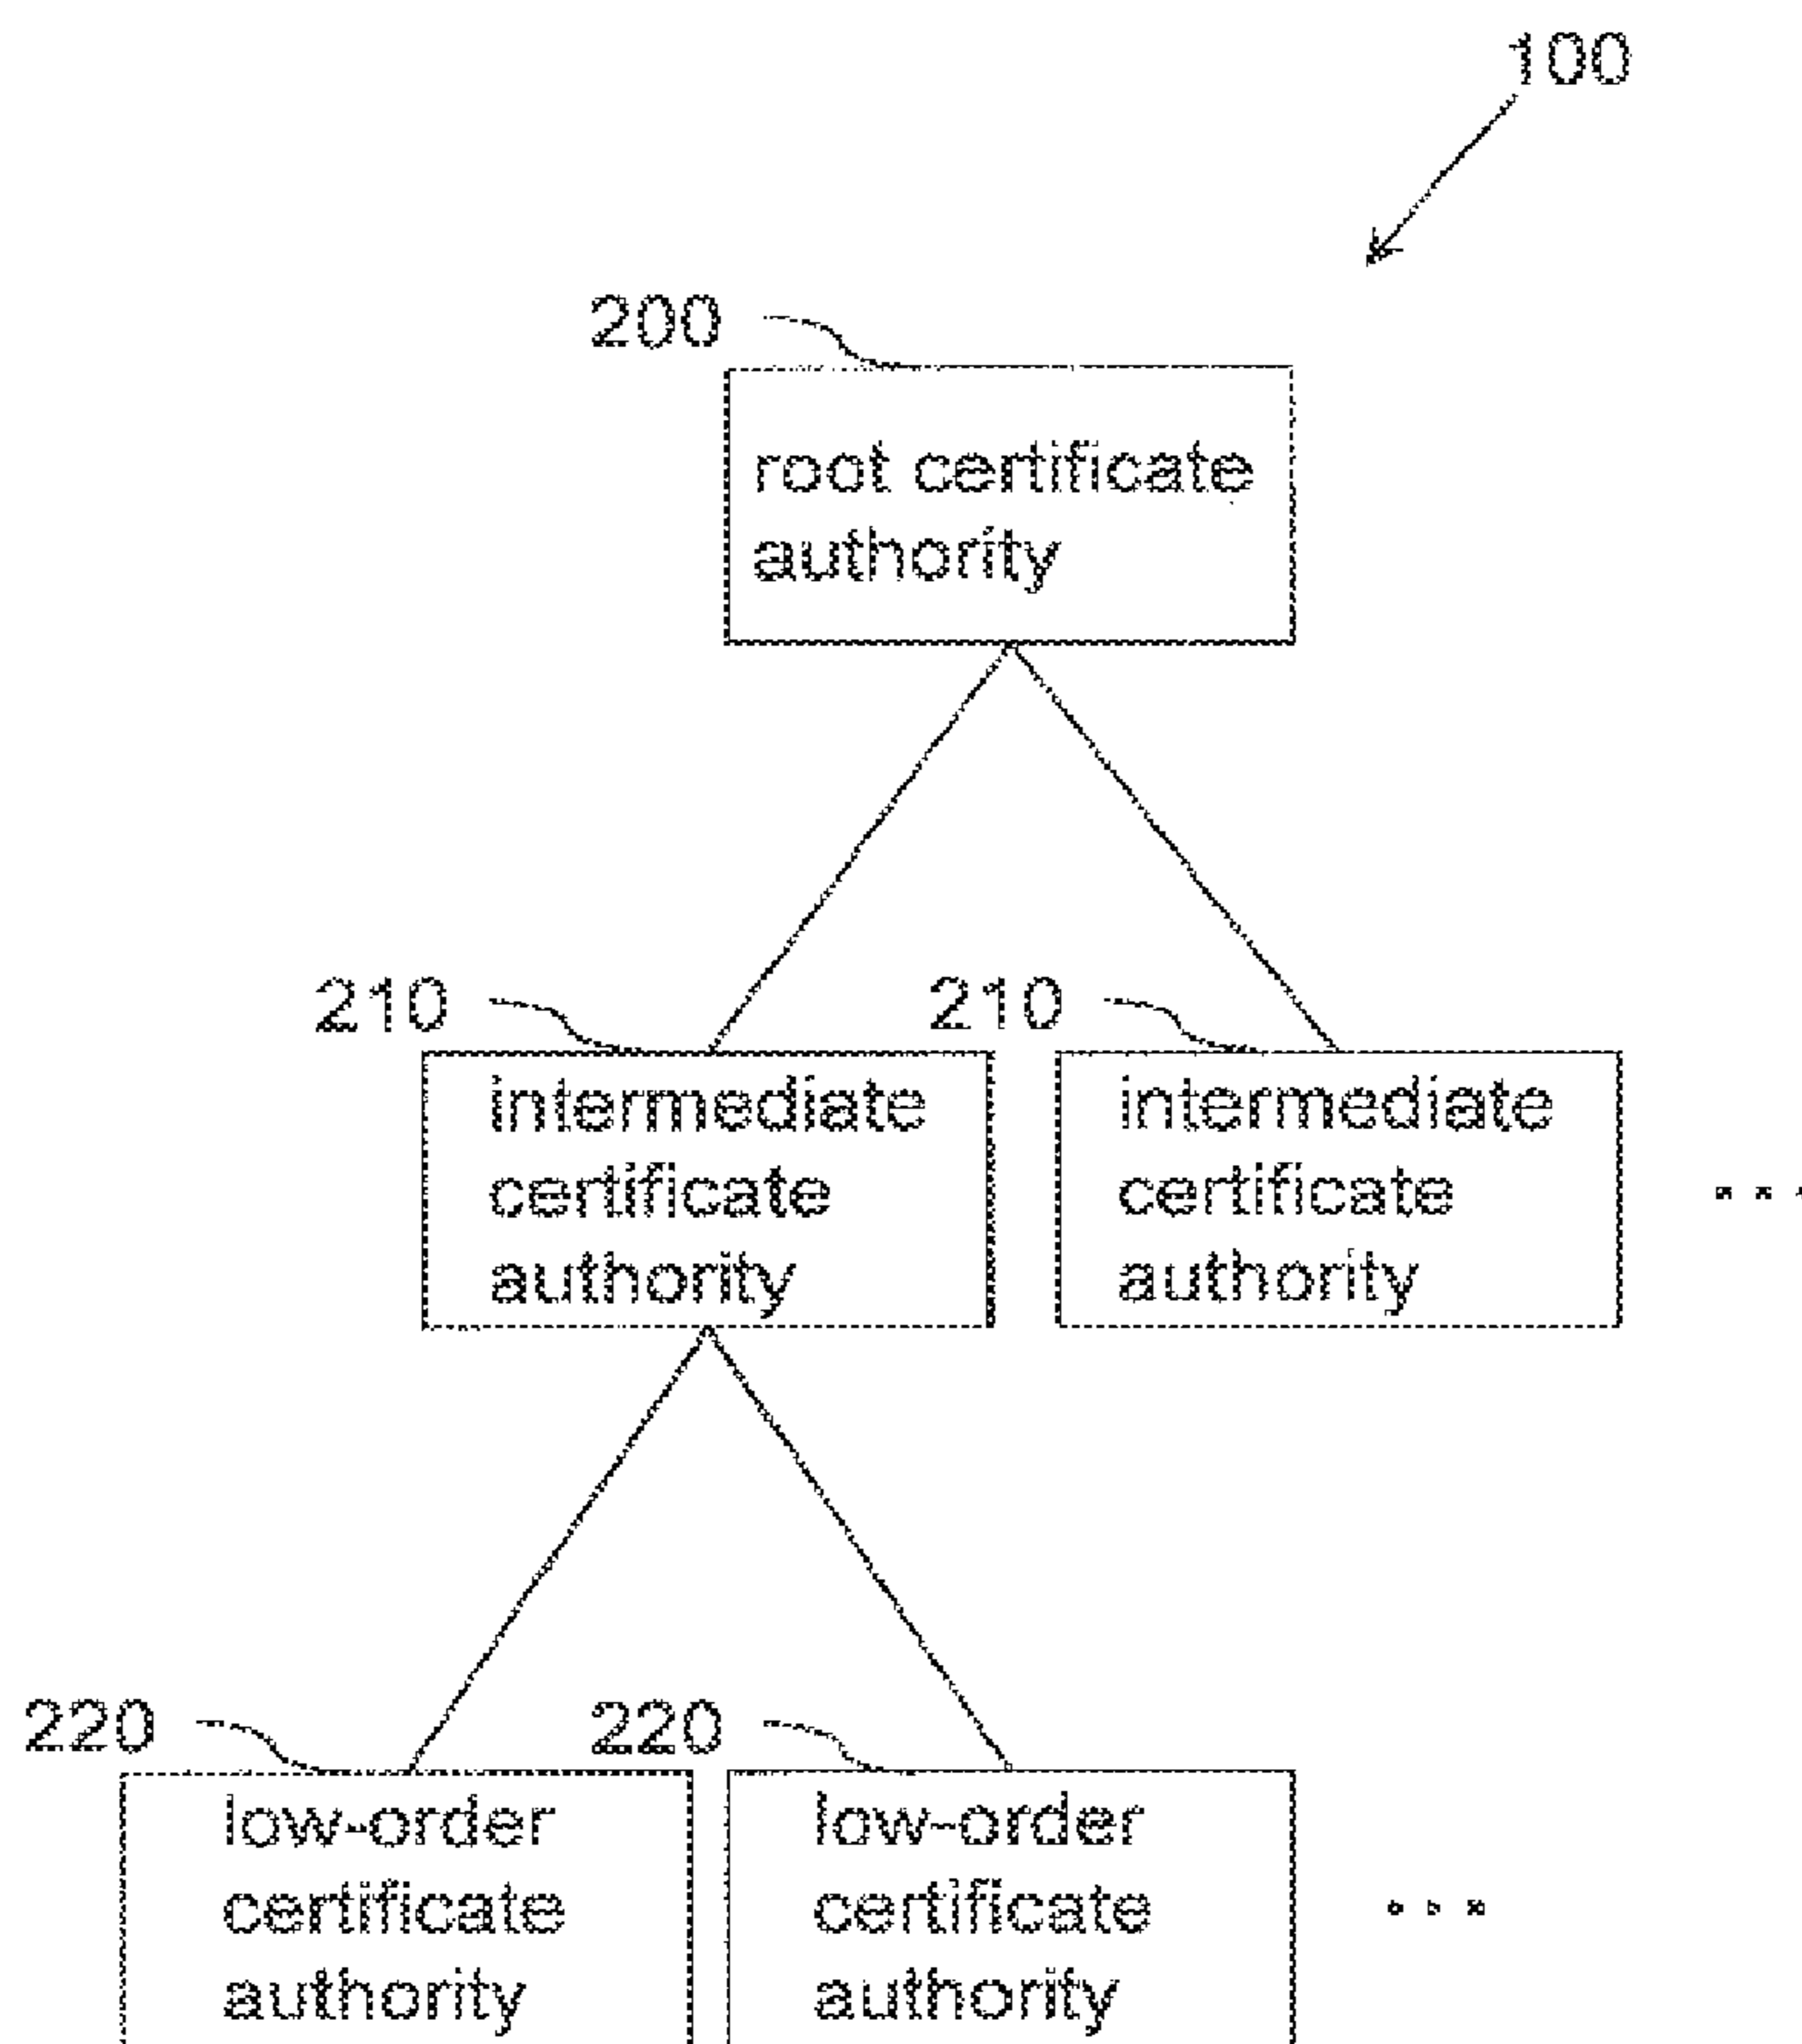 100
200
root certificate
authority
210
210
intermediate
certificate
authority
intermediate
certificate
authority
...
220
220
low-order
certificate
authority
low-order
certificate
authority
...